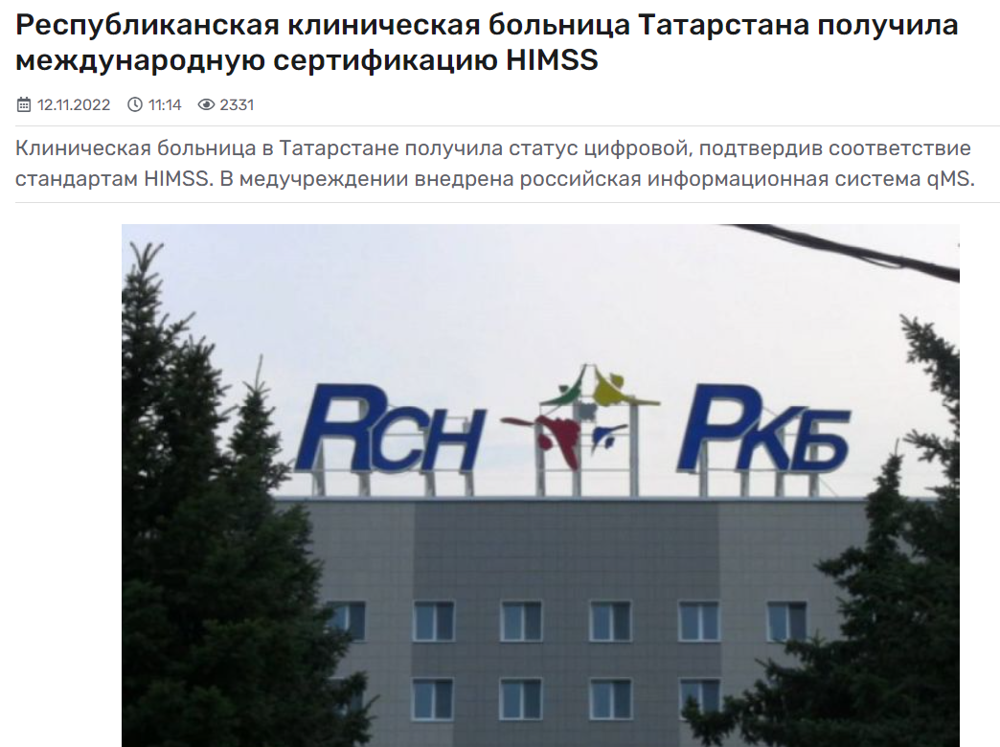 Республиканская клиническая больница Татарстана получила
международную сертификацию HIMSS
12.11.2022 11:14 2331
Клиническая больница в Татарстане получила статус цифровой, подтвердив соответствие
стандартам HIMSS. В медучреждении внедрена российская информационная система qMS.
RCH РКБ